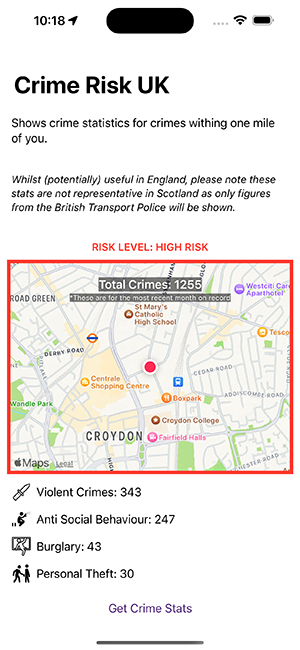 10:18
Crime Risk UK
Shows crime statistics for crimes withing one mile
of you.
Whilst (potentially) useful in England, please note these
stats are not representative in Scotland as only figures
from the British Transport Police will be shown.
RISK LEVEL: HIGH RISK
Total Crimes: 1255
*These are for the most recent month on record
Westciti Ca
Aparthotel
ROAD GREEN
St Mary's
Catholic
High School
Tesco
DERBY ROAD
CEDAR ROAD
Centrale
Shopping Centre
Boxpark
ADDISCOMBE ROAD
Wandle Park
Croydon College
CROYDON
Fairfield Halls
Maps
Legal
Violent Crimes: 343
Anti Social Behaviour: 247
Burglary: 43
Personal Theft: 30
Get Crime Stats